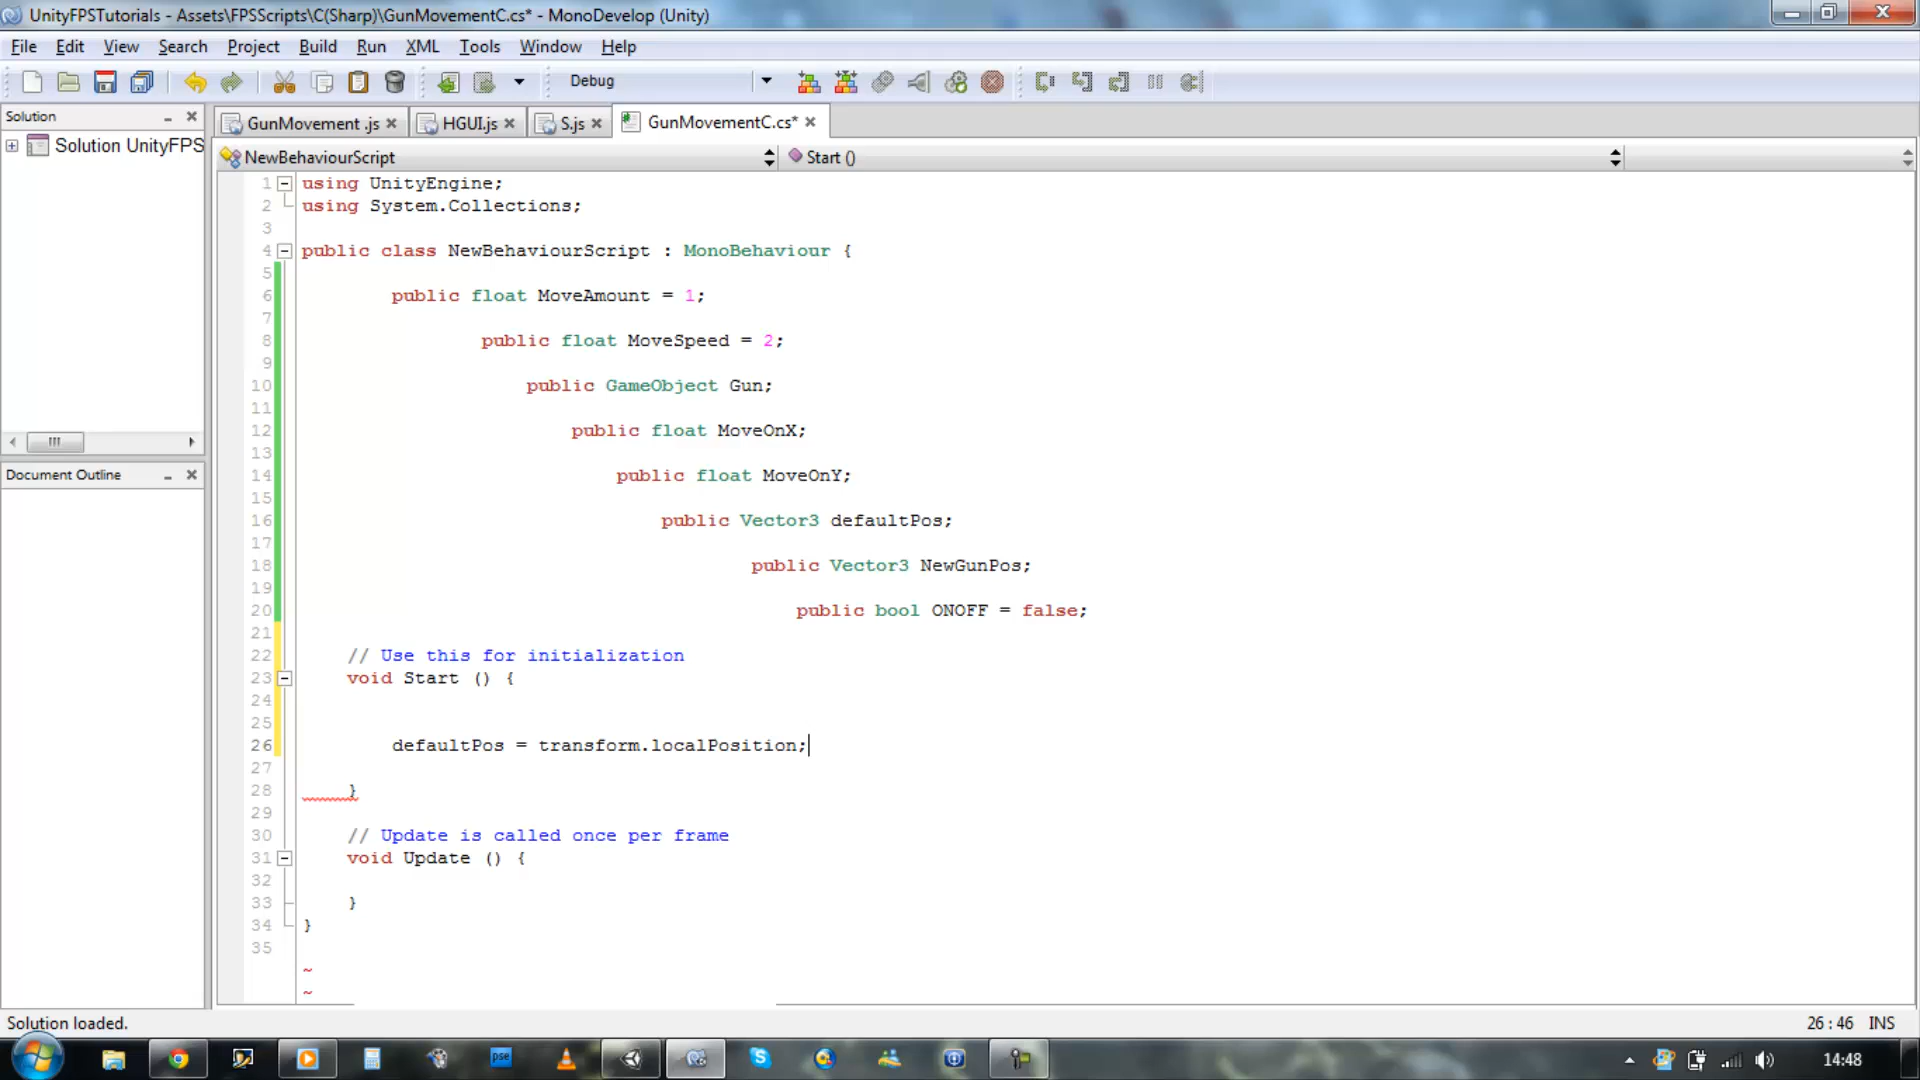 UnityFPSTutorials - Assets\FPSScripts\C(Sharp)\GunMovementC.cs* - MonoDevelop (Unity)
File Edit View Search Project Build Run XML Tools Window Help
Debug
Solution
Solution UnityFPS
Document Outline
GunMovement .js HGUI.js S.js GunMovementC.cs*
NewBehaviourScript Start ()
1 using UnityEngine;
2 using System.Collections;
3
4 public class NewBehaviourScript : MonoBehaviour {
5
6 public float MoveAmount = 1;
7
8 public float MoveSpeed = 2;
9
10 public GameObject Gun;
11
12 public float MoveOnX;
13
14 public float MoveOnY;
15
16 public Vector3 defaultPos;
17
18 public Vector3 NewGunPos;
19
20 public bool ONOFF = false;
21
22 // Use this for initialization
23 void Start () {
24
25
26 defaultPos = transform.localPosition;
27
28 }
29
30 // Update is called once per frame
31 void Update () {
32
33 }
34 }
35
~
~
Solution loaded. 26 : 46 INS
pse 14:48